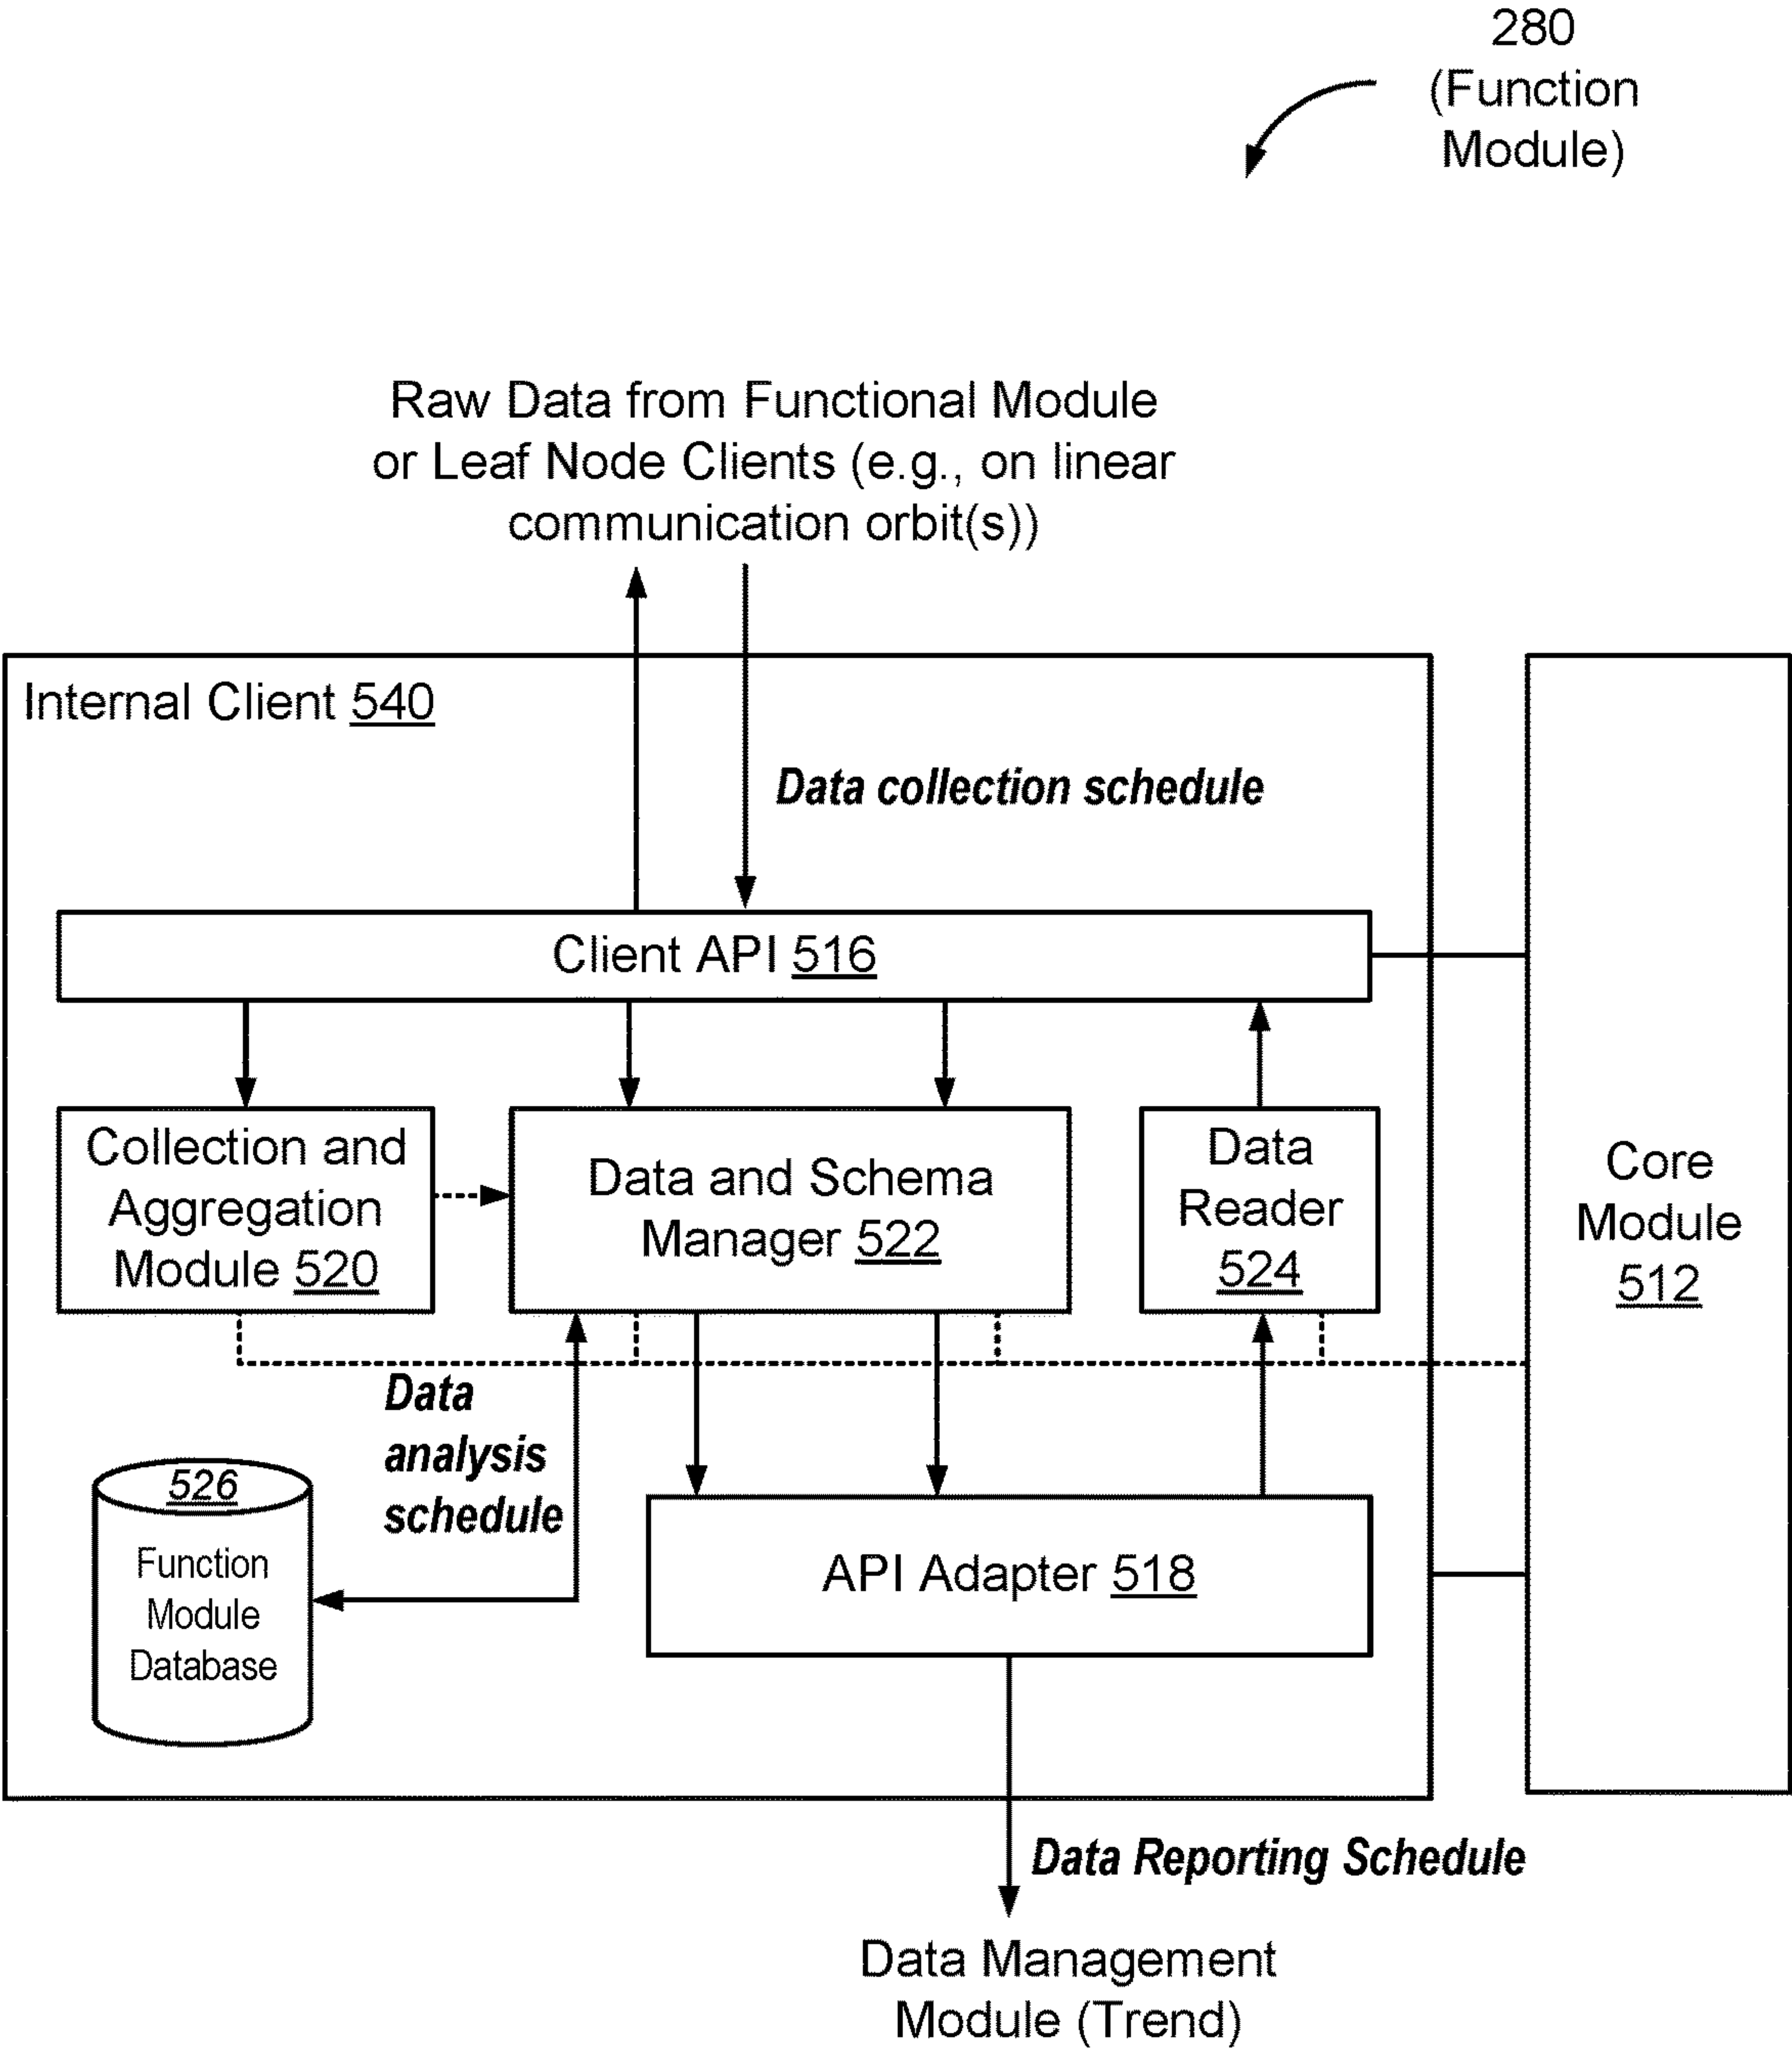 280
(Function
Module)
Raw Data from Functional Module
or Leaf Node Clients (e.g., on linear
communication orbit(s))
Internal Client 540
Data collection schedule
Client API 516
Collection and
Aggregation
Module 520
Data and Schema
Manager 522
Data
Reader
524
Core
Module
512
Data
analysis
schedule
526
Function
Module
Database
API Adapter 518
Data Reporting Schedule
Data Management
Module (Trend)